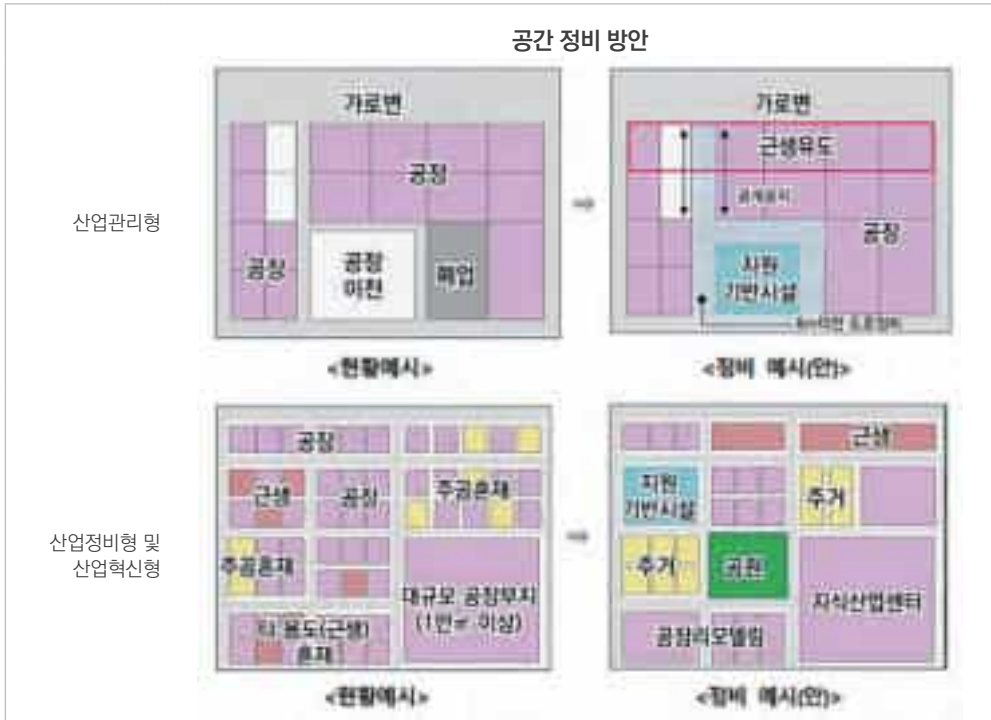 공간 정비 방안
산업관리형
가로변
공장
공장
공장
이전
폐업
<현황예시>
가로변
근생유도
공개공지
공장
지원
기반시설
<정비 예시(안)>
산업정비형 및
산업혁신형
공장
근생
공장
주공혼재
주공혼재
대규모 공장부지
(1만㎡ 이상)
타 용도(근생)
혼재
<현황예시>
근생
지원
기반시설
주거
주거
공원
지식산업센터
공장리모델링
<정비 예시(안)>